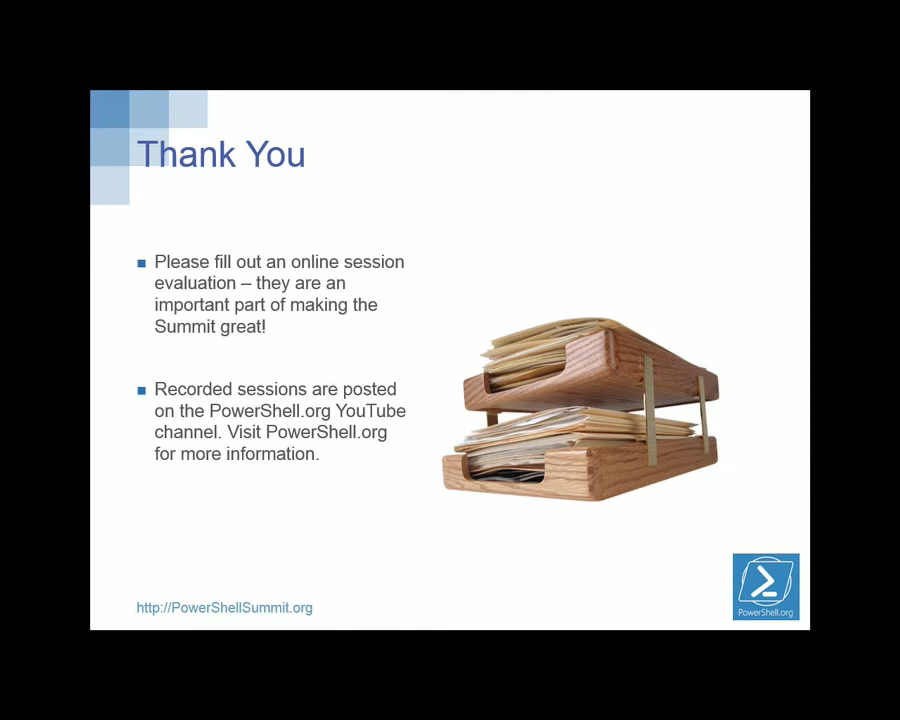 Thank You
Please fill out an online session
evaluation – they are an
important part of making the
Summit great!
Recorded sessions are posted
on the PowerShell.org YouTube
channel. Visit PowerShell.org
for more information.
http://PowerShellSummit.org
PowerShell.org